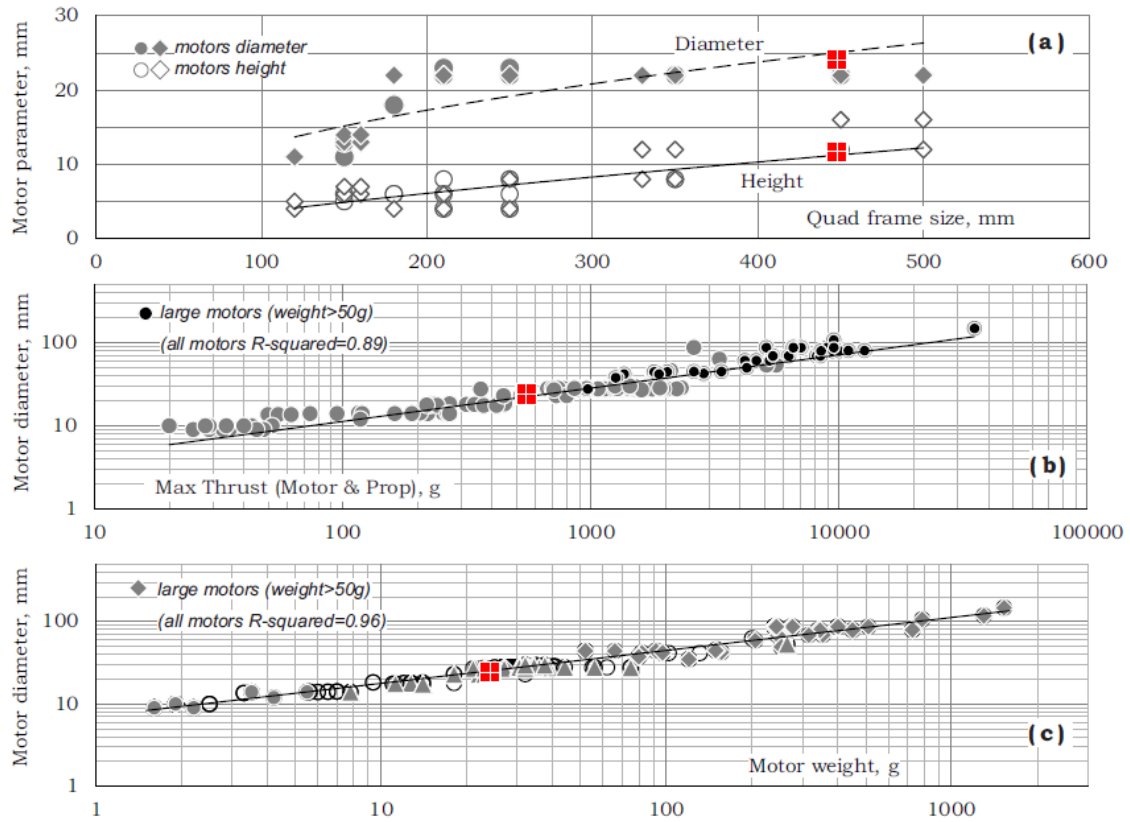 Motor parameter, mm
30
20
10
0
motors diameter
motors height
Diameter
(a)
Height
Quad frame size, mm
0 100 200 300 400 500 600
Motor diameter, mm
100
10
1
large motors (weight>50g)
(all motors R-squared=0.89)
(b)
Max Thrust (Motor & Prop), g
10 100 1000 10000 100000
Motor diameter, mm
100
10
1
large motors (weight>50g)
(all motors R-squared=0.96)
(c)
Motor weight, g
1 10 100 1000